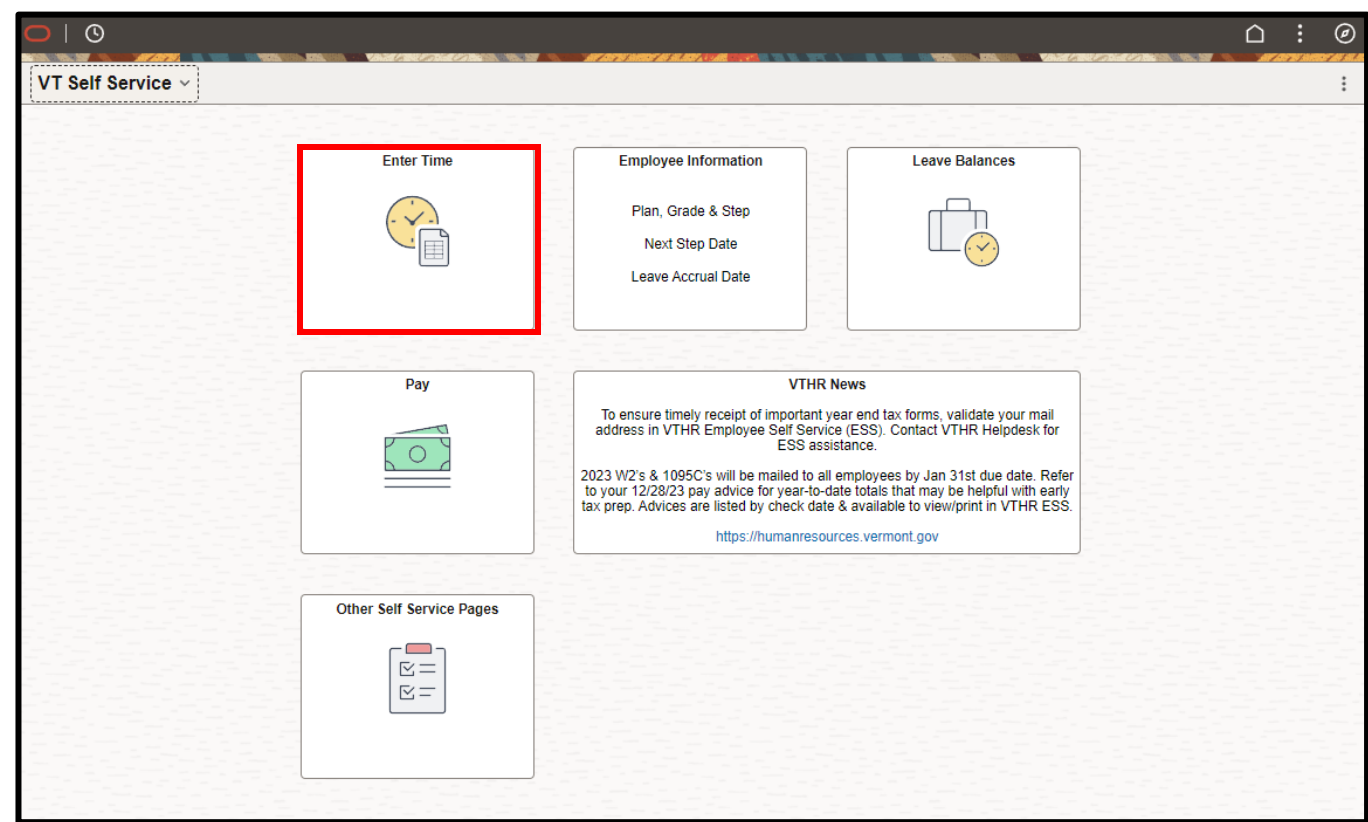 VT Self Service
Enter Time
Employee Information
Plan, Grade & Step
Next Step Date
Leave Accrual Date
Leave Balances
Pay
VTHR News
To ensure timely receipt of important year end tax forms, validate your mail
address in VTHR Employee Self Service (ESS). Contact VTHR Helpdesk for
ESS assistance.
2023 W2's & 1095C's will be mailed to all employees by Jan 31st due date. Refer
to your 12/28/23 pay advice for year-to-date totals that may be helpful with early
tax prep. Advices are listed by check date & available to view/print in VTHR ESS.
https://humanresources.vermont.gov
Other Self Service Pages